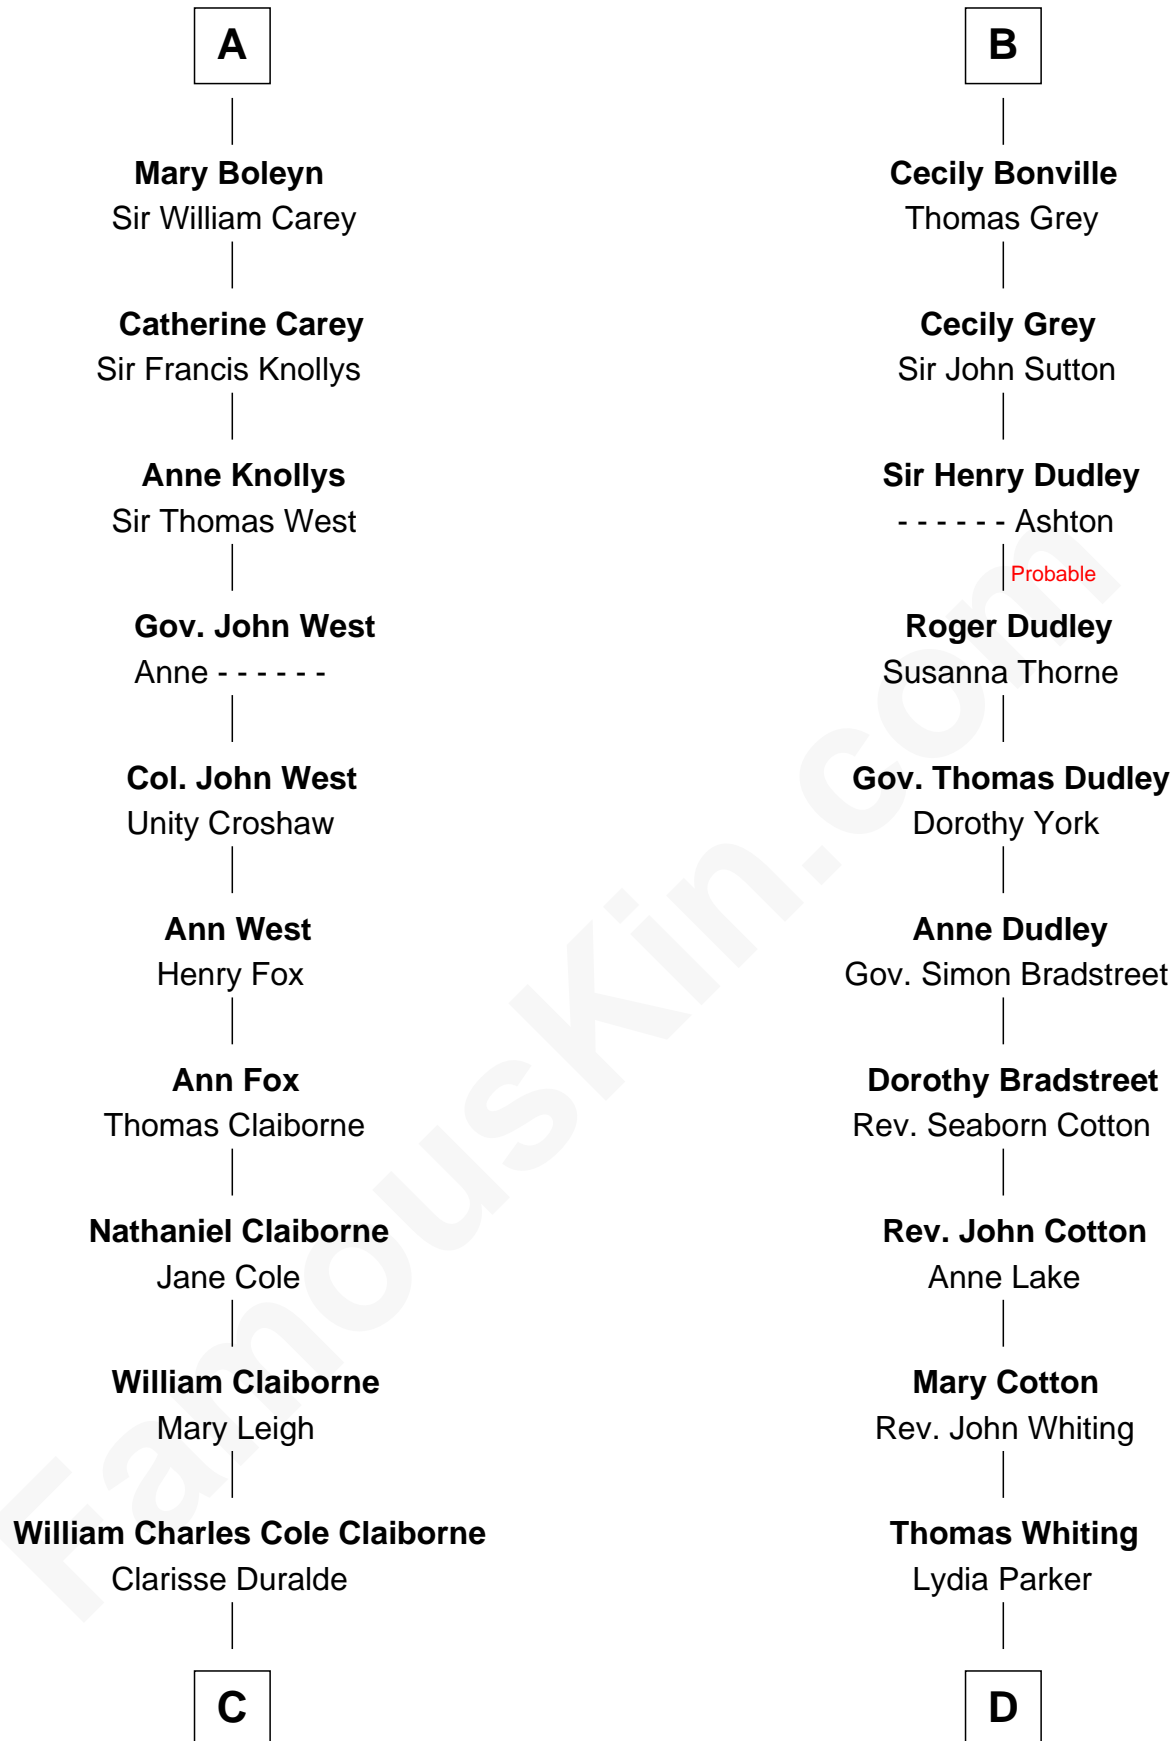 A
Mary Boleyn
Sir William Carey
Catherine Carey
Sir Francis Knollys
Anne Knollys
Sir Thomas West
Gov. John West
Anne - - - - - -
Col. John West
Unity Croshaw
Ann West
Henry Fox
Ann Fox
Thomas Claiborne
Nathaniel Claiborne
Jane Cole
William Claiborne
Mary Leigh
William Charles Cole Claiborne
Clarisse Duralde
C
B
Cecily Bonville
Thomas Grey
Cecily Grey
Sir John Sutton
Sir Henry Dudley
- - - - - - Ashton
Probable
Roger Dudley
Susanna Thorne
Gov. Thomas Dudley
Dorothy York
Anne Dudley
Gov. Simon Bradstreet
Dorothy Bradstreet
Rev. Seaborn Cotton
Rev. John Cotton
Anne Lake
Mary Cotton
Rev. John Whiting
Thomas Whiting
Lydia Parker
D
FamousKin.com